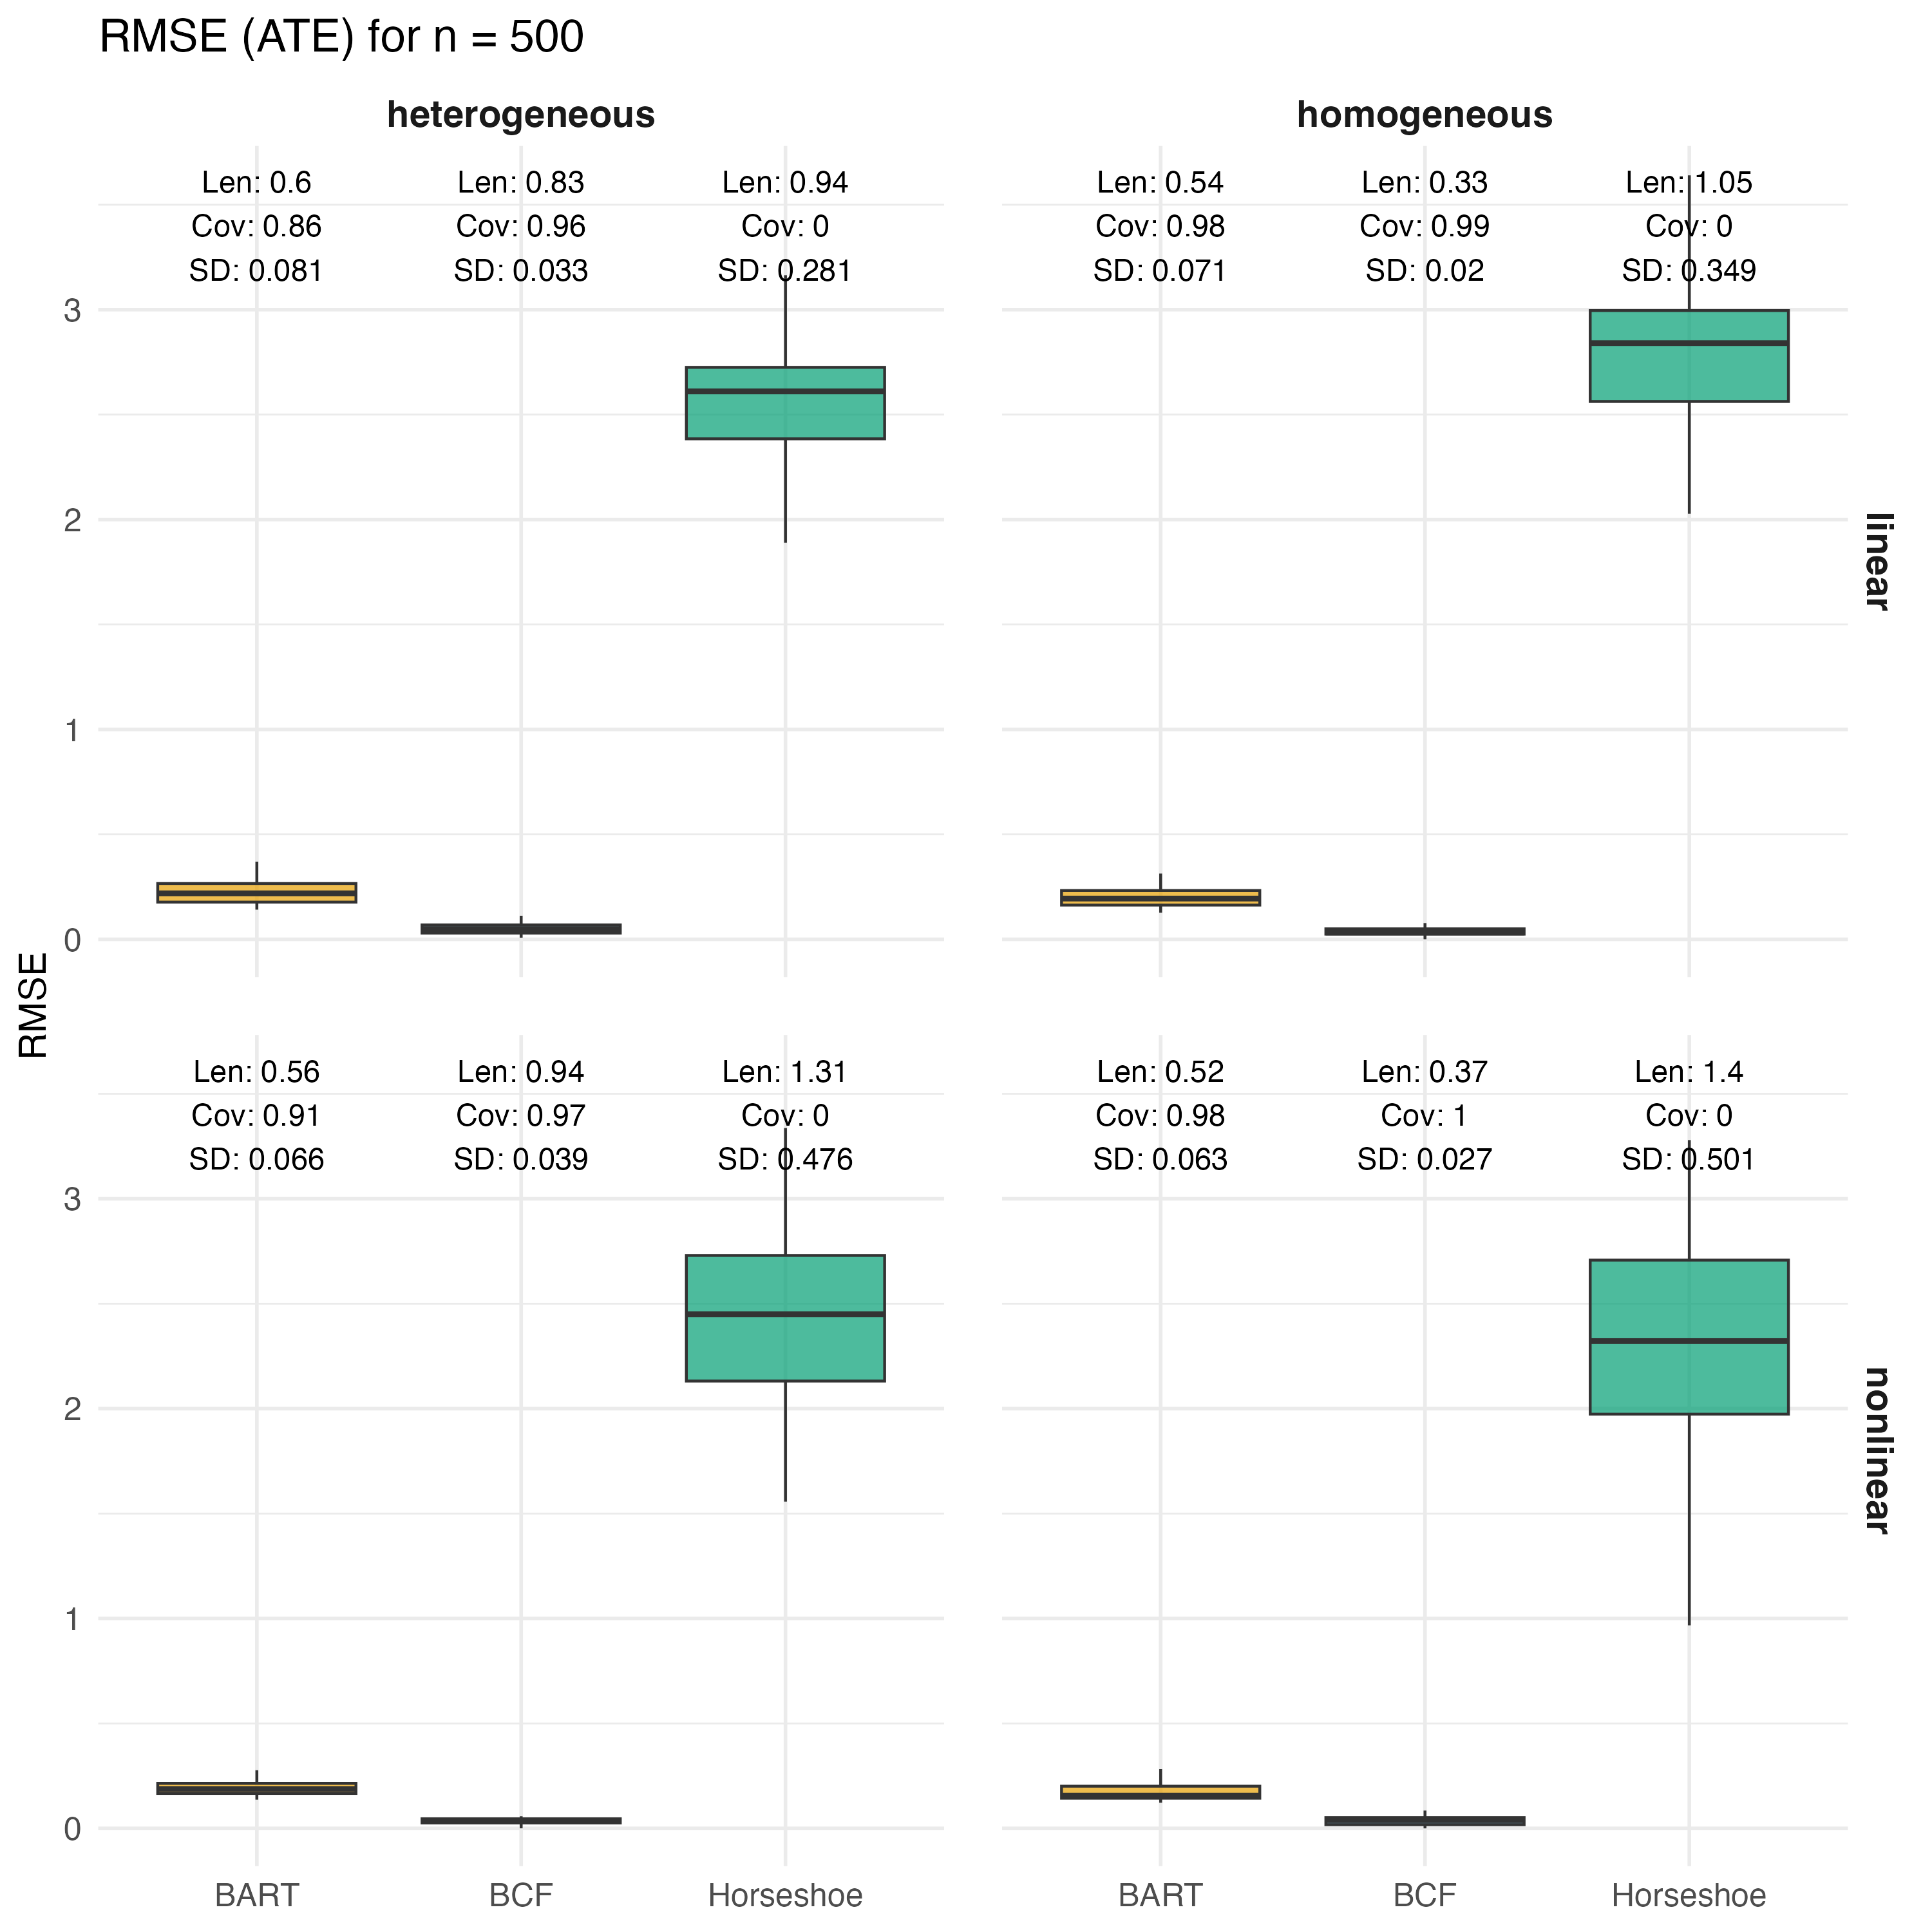 RMSE (ATE) for n = 500
heterogeneous
homogeneous
Len: 0.6
Cov: 0.86
SD: 0.081
Len: 0.83
Cov: 0.96
SD: 0.033
Len: 0.94
Cov: 0
SD: 0.281
Len: 0.54
Cov: 0.98
SD: 0.071
Len: 0.33
Cov: 0.99
SD: 0.02
Len: 1.05
Cov: 0
SD: 0.349
3
2
1
0
linear
RMSE
Len: 0.56
Cov: 0.91
SD: 0.066
Len: 0.94
Cov: 0.97
SD: 0.039
Len: 1.31
Cov: 0
SD: 0.476
Len: 0.52
Cov: 0.98
SD: 0.063
Len: 0.37
Cov: 1
SD: 0.027
Len: 1.4
Cov: 0
SD: 0.501
3
2
1
0
nonlinear
BART
BCF
Horseshoe
BART
BCF
Horseshoe